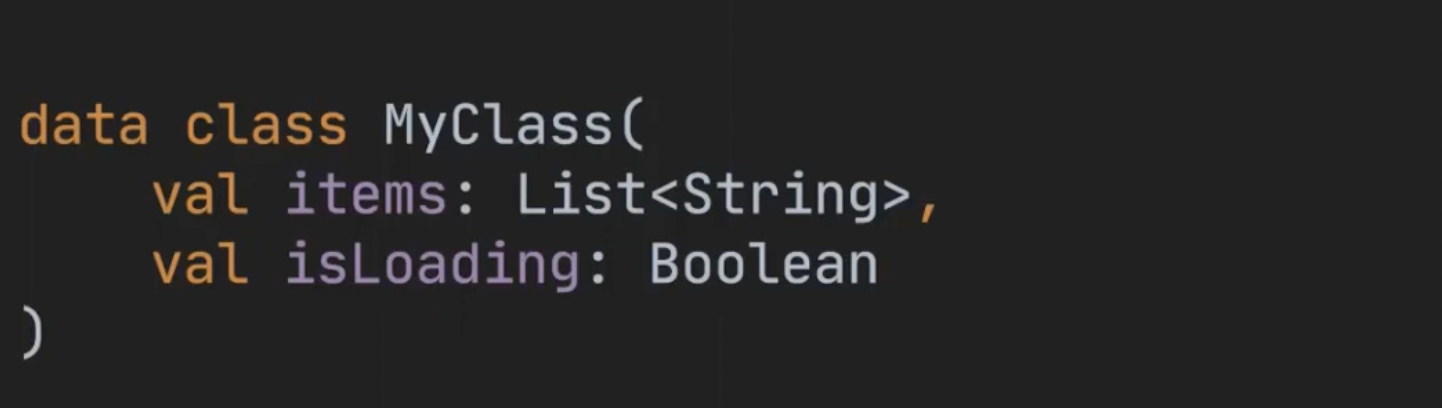 data class MyClass(
    val items: List<String>,
    val isLoading: Boolean
)